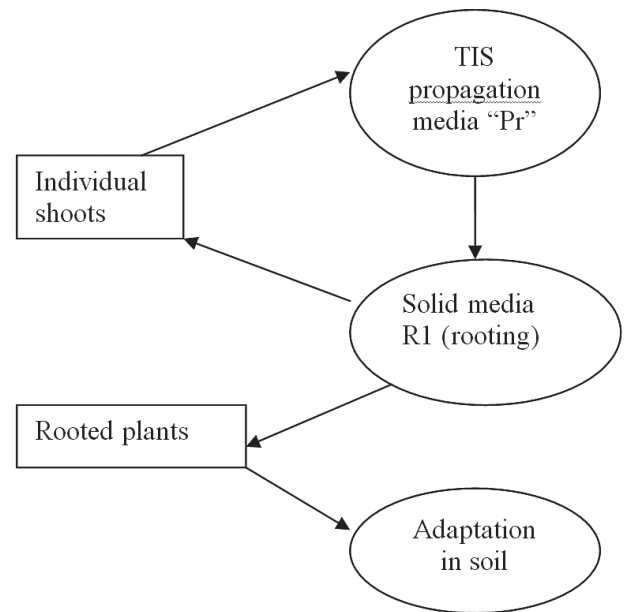 TIS
propagation
media “Pr”
Individual
shoots
Solid media
R1 (rooting)
Rooted plants
Adaptation
in soil